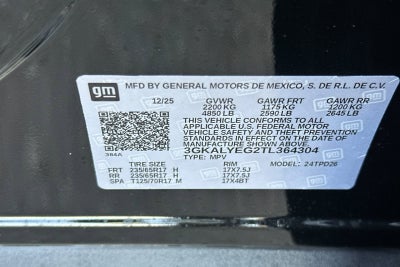 gm MFD BY GENERAL MOTORS DE MEXICO, S. DE R.L. DE C.V.
12/25 GVWR GAWR FRT GAWR RR
2200 KG 1175 KG 1200 KG
4850 LB 2590 LB 2645 LB
THIS VEHICLE CONFORMS TO ALL
APPLICABLE U.S. FEDERAL MOTOR
VEHICLE SAFETY AND THEFT
PREVENTION STANDARDS IN
EFFECT ON THE DATE OF
MANUFACTURE SHOWN ABOVE.
3GKALYEG2TL364304
TYPE: MPV
TIRE SIZE RIM MODEL: 24TPD26
FRT 235/65R17 H 17X7.5J
RR 235/65R17 H 17X7.5J
SPA T125/70R17 M 17X4BT